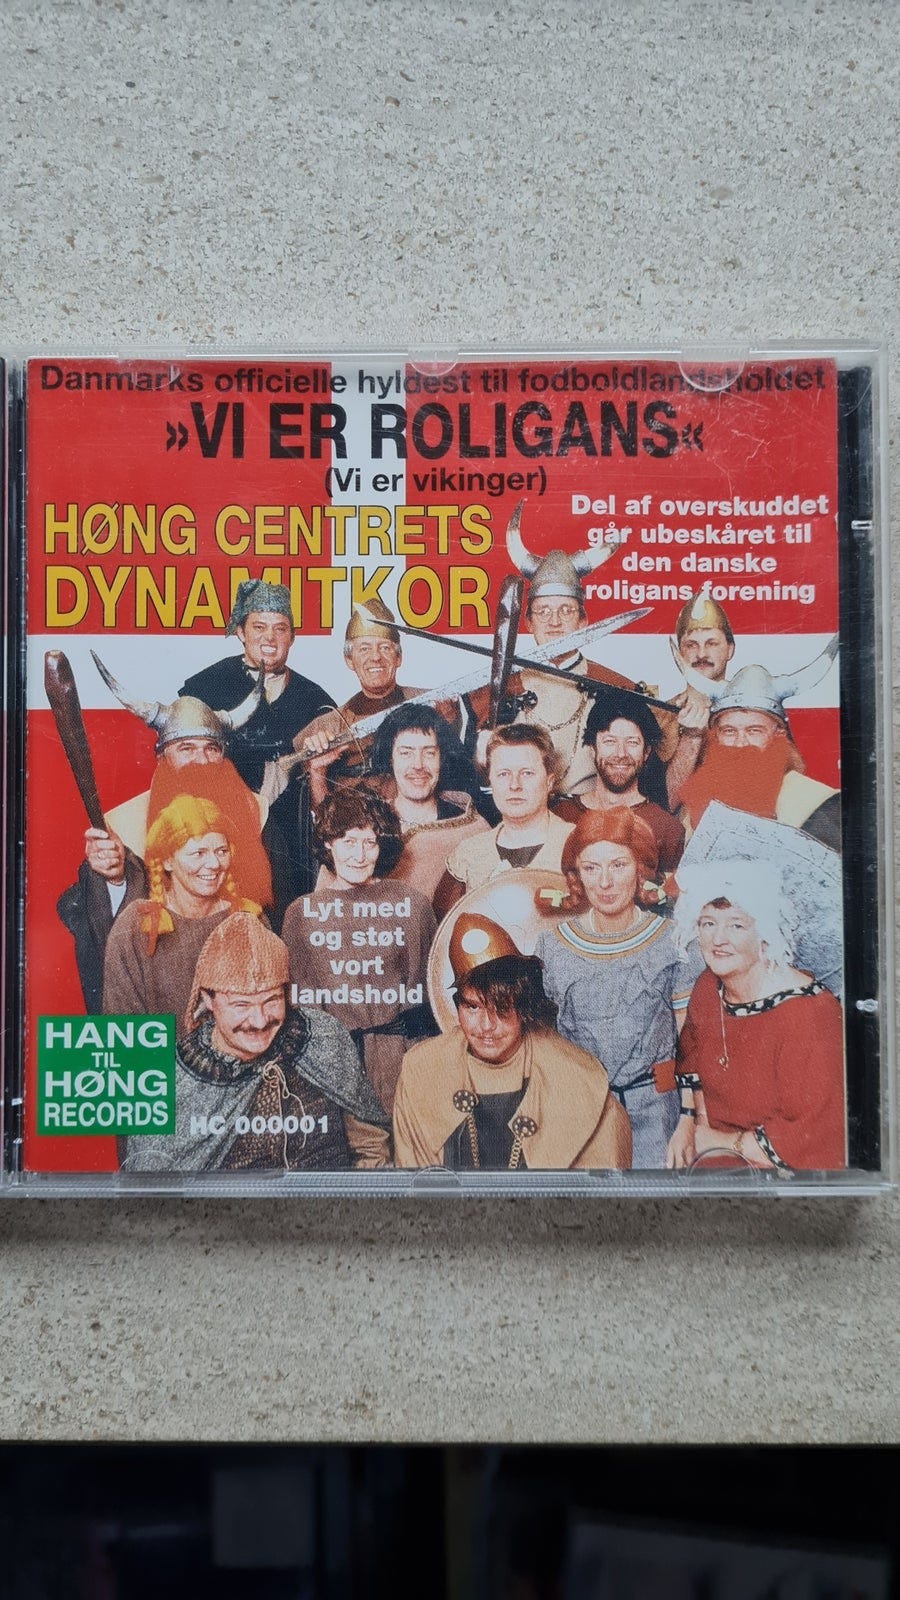 Danmarks officielle hyldest til fodboldlandsholdet
»VI ER ROLIGANS«
(Vi er vikinger)
HØNG CENTRETS
DYNAMITKOR
Del af overskuddet
går ubeskåret til
den danske
roligans forening
Lyt med
og støt
vort
landshold
HANG
TIL
HØNG
RECORDS
HC 000001